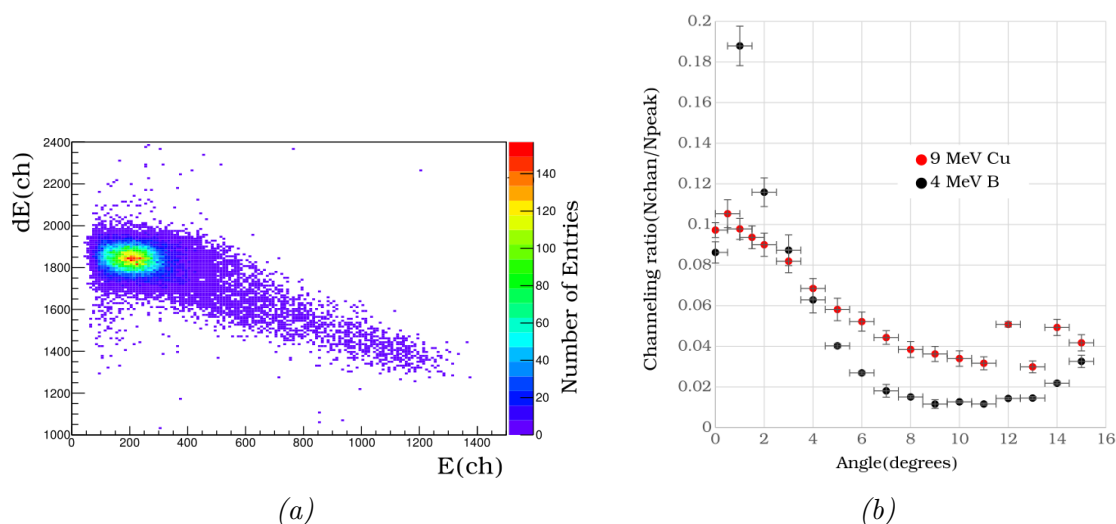 dE(ch)
2400
2200
2000
1800
1600
1400
1200
1000
0 200 400 600 800 1000 1200 1400
E(ch)
140
120
100
80
60
40
20
0
Number of Entries
(a)
Channeling ratio(Nchan/Npeak)
0.2
0.18
0.16
0.14
0.12
0.1
0.08
0.06
0.04
0.02
0
9 MeV Cu
4 MeV B
0 2 4 6 8 10 12 14 16
Angle(degrees)
(b)